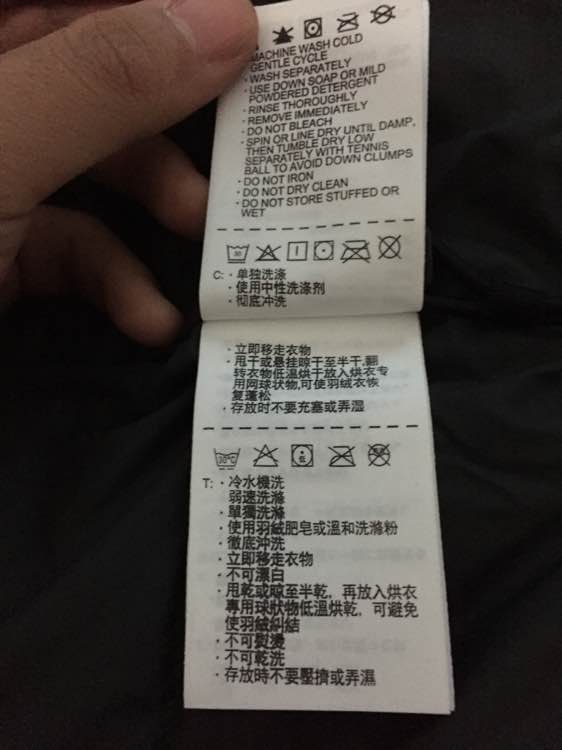 · MACHINE WASH COLD
GENTLE CYCLE
· WASH SEPARATELY
· USE DOWN SOAP OR MILD
POWDERED DETERGENT
· RINSE THOROUGHLY
· REMOVE IMMEDIATELY
· DO NOT BLEACH
· SPIN OR LINE DRY UNTIL DAMP,
THEN TUMBLE DRY LOW
SEPARATELY WITH TENNIS
BALL TO AVOID DOWN CLUMPS
· DO NOT IRON
· DO NOT DRY CLEAN
· DO NOT STORE STUFFED OR
WET
30
C: · 单独洗涤
· 使用中性洗涤剂
· 彻底冲洗
· 立即移走衣物
· 甩干或悬挂晾干至半干,翻
转衣物低温烘干放入烘衣专
用网球状物,可使羽绒衣恢
复蓬松
· 存放时不要充塞或弄湿
30°C
低
T: · 冷水機洗
弱速洗滌
· 單獨洗滌
· 使用羽絨肥皂或溫和洗滌粉
· 徹底沖洗
· 立即移走衣物
· 不可漂白
· 甩乾或晾至半乾，再放入烘衣
專用球狀物低溫烘乾，可避免
使羽絨糾結
· 不可熨燙
· 不可乾洗
· 存放時不要壓擠或弄濕